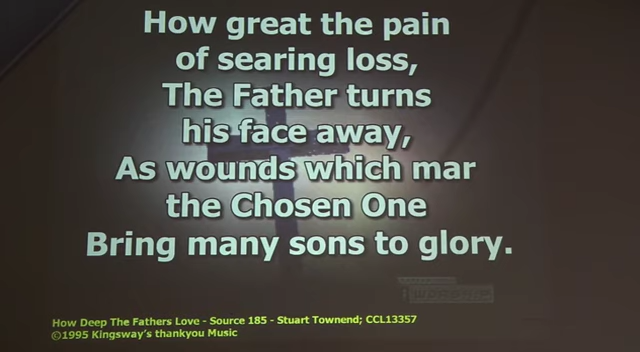 How great the pain
of searing loss,
The Father turns
his face away,
As wounds which mar
the Chosen One
Bring many sons to glory.
How Deep The Fathers Love - Source 185 - Stuart Townend; CCL13357
©1995 Kingsway's thankyou Music